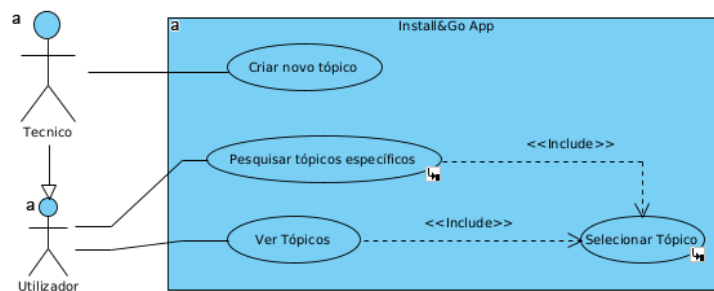 a
a
Install&Go App
Criar novo tópico
Tecnico
Pesquisar tópicos específicos
<<Include>>
a
Ver Tópicos
<<Include>>
Selecionar Tópico
Utilizador